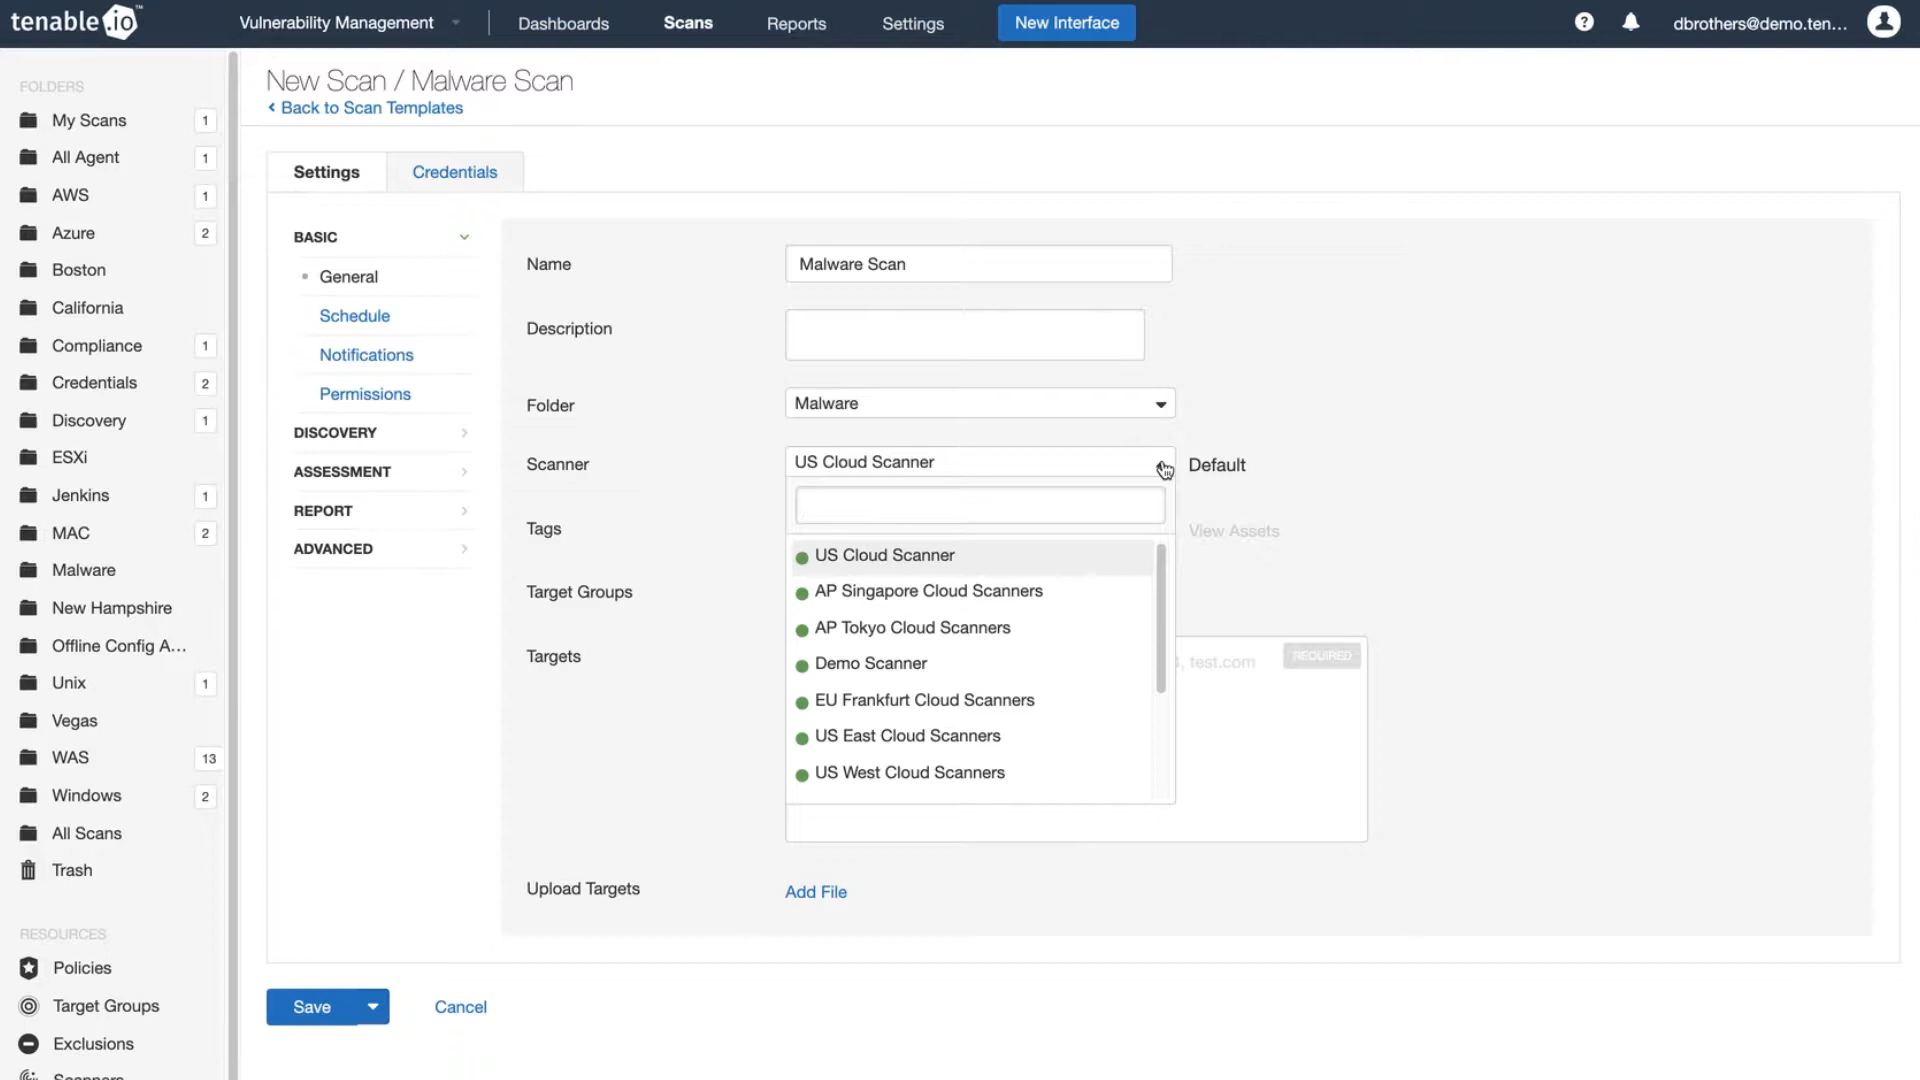 tenable.io™
Vulnerability Management
Dashboards
Scans
Reports
Settings
New Interface
dbrothers@demo.ten...
FOLDERS
My Scans 1
All Agent 1
AWS 1
Azure 2
Boston
California
Compliance 1
Credentials 2
Discovery 1
ESXi
Jenkins 1
MAC 2
Malware
New Hampshire
Offline Config A...
Unix 1
Vegas
WAS 13
Windows 2
All Scans
Trash
RESOURCES
Policies
Target Groups
Exclusions
New Scan / Malware Scan
Back to Scan Templates
Settings
Credentials
BASIC
General
Schedule
Notifications
Permissions
DISCOVERY
ASSESSMENT
REPORT
ADVANCED
Name
Malware Scan
Description
Folder
Malware
Scanner
US Cloud Scanner
Default
US Cloud Scanner
AP Singapore Cloud Scanners
AP Tokyo Cloud Scanners
Demo Scanner
EU Frankfurt Cloud Scanners
US East Cloud Scanners
US West Cloud Scanners
Tags
View Assets
Target Groups
Targets
, test.com
REQUIRED
Upload Targets
Add File
Save
Cancel